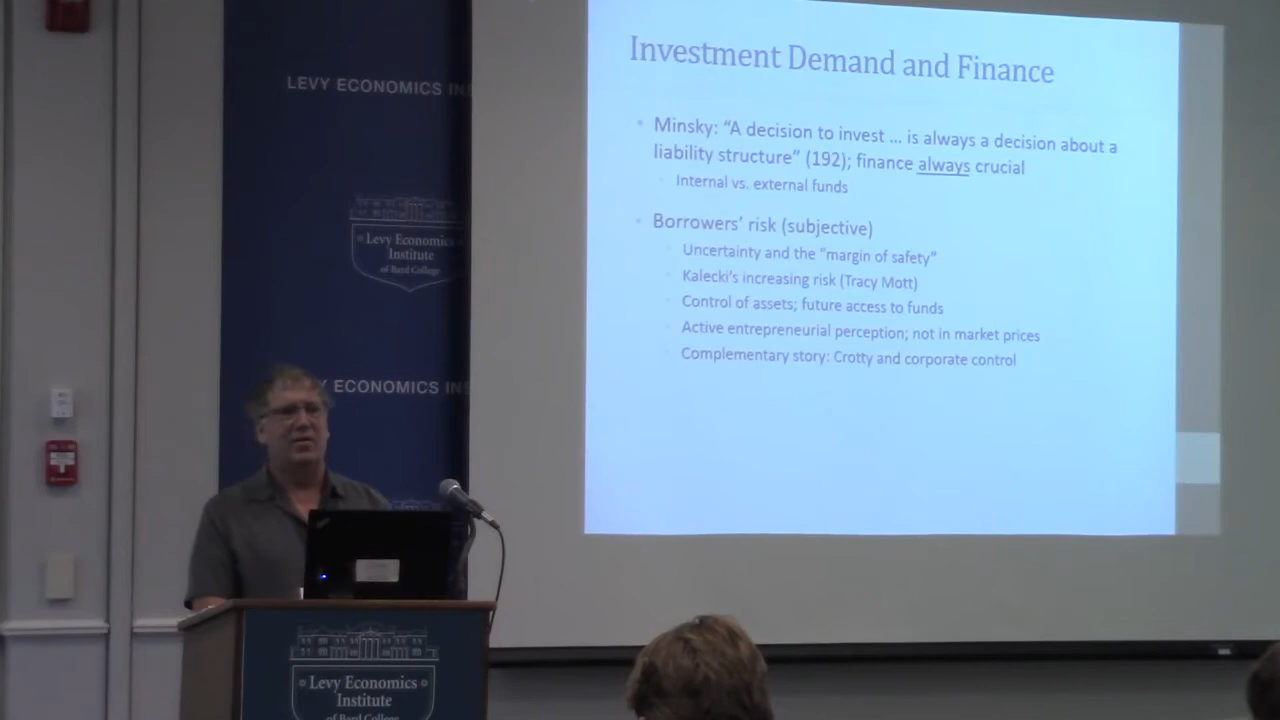 LEVY ECONOMICS IN
Levy Economics
Institute
of Bard College
Y ECONOMICS INS
Levy Economics
Institute
of Bard College
Investment Demand and Finance
Minsky: “A decision to invest ... is always a decision about a
liability structure” (192); finance always crucial
Internal vs. external funds
Borrowers’ risk (subjective)
Uncertainty and the “margin of safety”
Kalecki’s increasing risk (Tracy Mott)
Control of assets; future access to funds
Active entrepreneurial perception; not in market prices
Complementary story: Crotty and corporate control